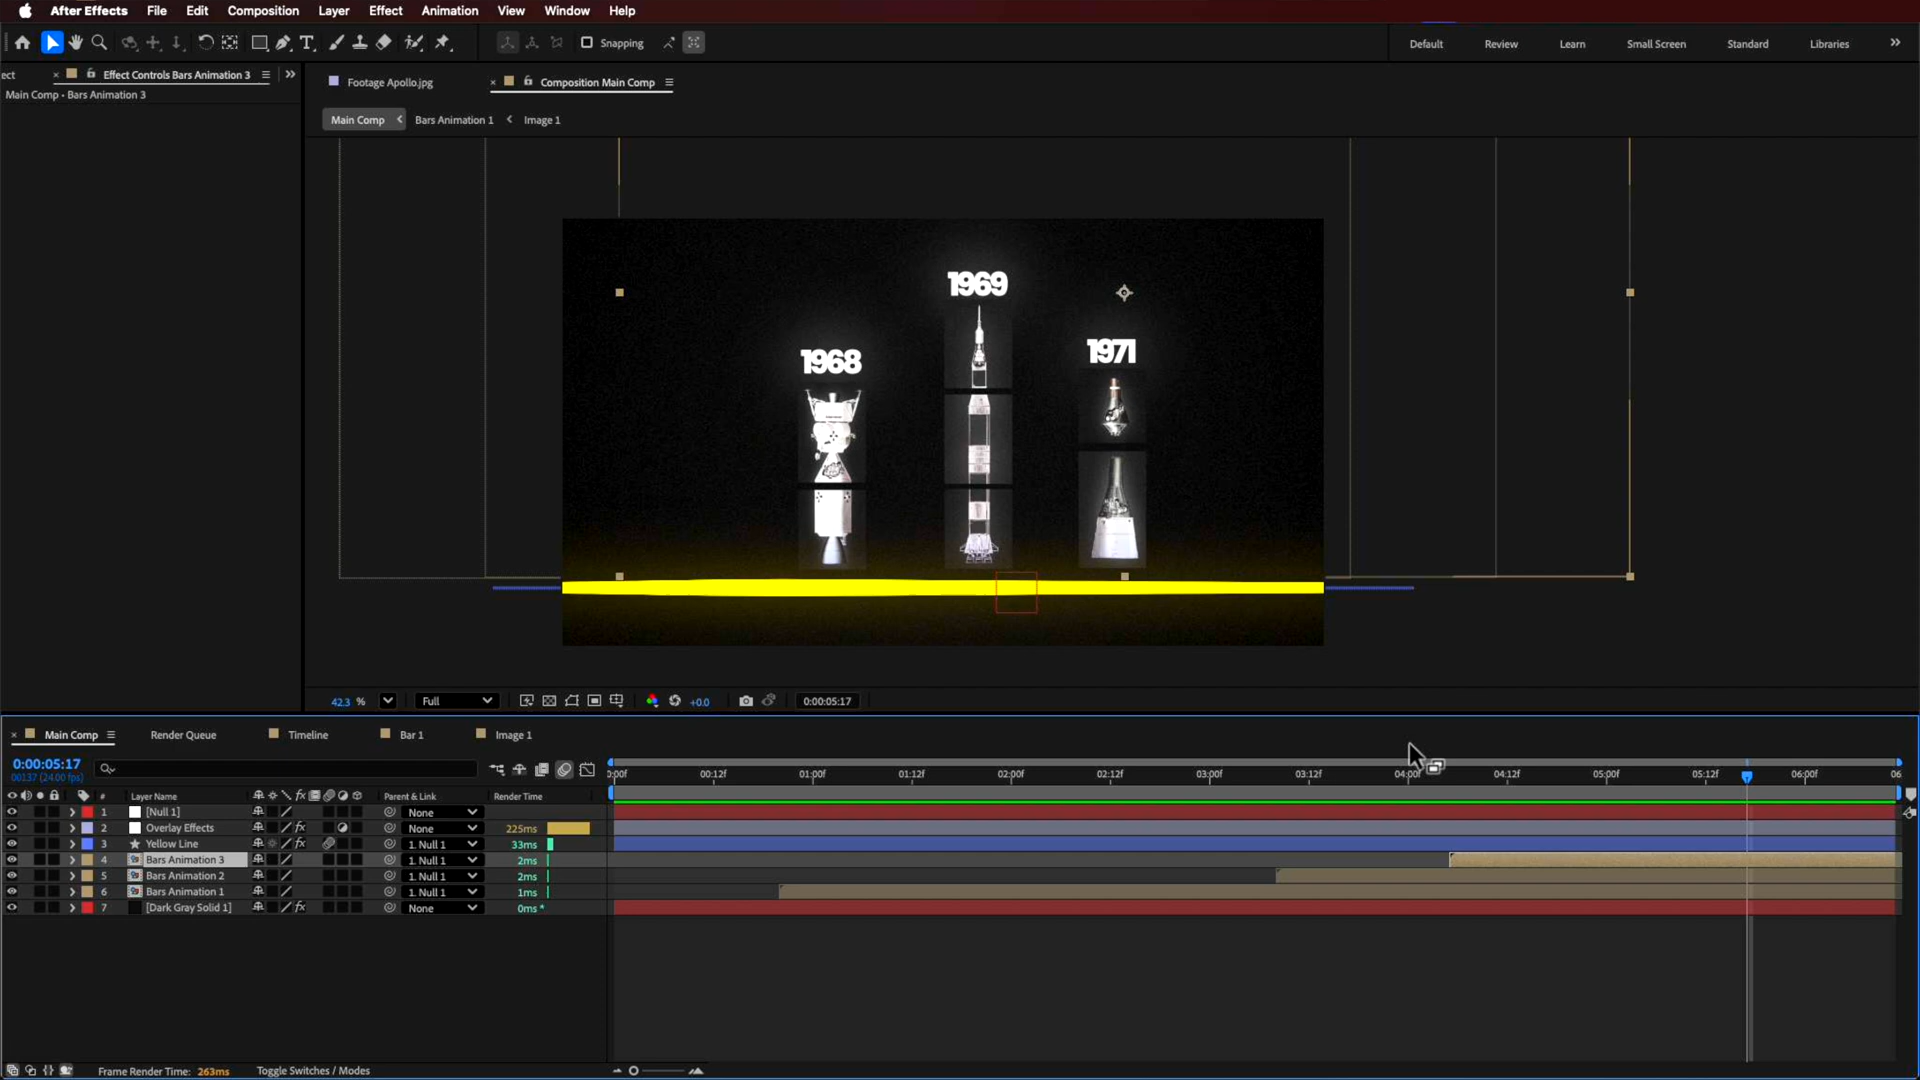 After Effects File Edit Composition Layer Effect Animation View Window Help
Snapping Default Review Learn Small Screen Standard Libraries
ect Effect Controls Bars Animation 3 Footage Apollo.jpg Composition Main Comp
Main Comp • Bars Animation 3
Main Comp Bars Animation 1 Image 1
1969
1971
1968
42.3 % Full +0.0 0:00:05:17
Main Comp Render Queue Timeline Bar 1 Image 1
0:00:05:17
00137 (24.00 fps)
:00f 00:12f 01:00f 01:12f 02:00f 02:12f 03:00f 03:12f 04:00f 04:12f 05:00f 05:12f 06:00f 06
# Layer Name Parent & Link Render Time
1 [Null 1] None
2 Overlay Effects None 225ms
3 Yellow Line 1. Null 1 33ms
4 Bars Animation 3 1. Null 1 2ms
5 Bars Animation 2 1. Null 1 2ms
6 Bars Animation 1 1. Null 1 1ms
7 [Dark Gray Solid 1] None 0ms *
Frame Render Time: 263ms Toggle Switches / Modes